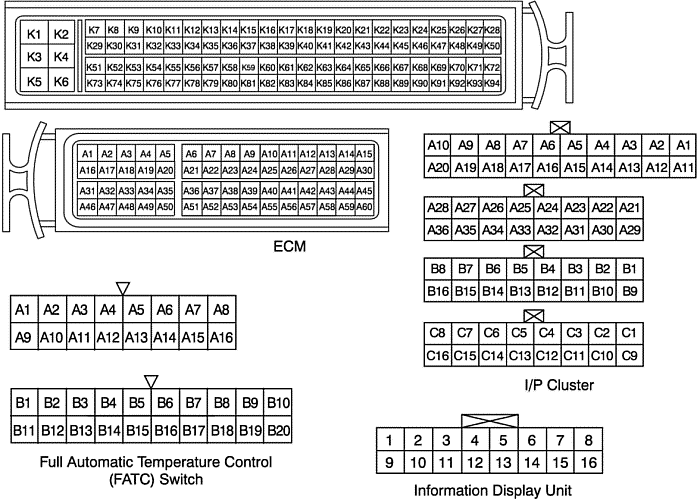 K1 K2 K7 K8 K9 K10 K11 K12 K13 K14 K15 K16 K17 K18 K19 K20 K21 K22 K23 K24 K25 K26 K27 K28
K29 K30 K31 K32 K33 K34 K35 K36 K37 K38 K39 K40 K41 K42 K43 K44 K45 K46 K47 K48 K49 K50
K3 K4
K51 K52 K53 K54 K55 K56 K57 K58 K59 K60 K61 K62 K63 K64 K65 K66 K67 K68 K69 K70 K71 K72
K5 K6 K73 K74 K75 K76 K77 K78 K79 K80 K81 K82 K83 K84 K85 K86 K87 K88 K89 K90 K91 K92 K93 K94
A1 A2 A3 A4 A5 A6 A7 A8 A9 A10 A11 A12 A13 A14 A15
A16 A17 A18 A19 A20 A21 A22 A23 A24 A25 A26 A27 A28 A29 A30
A31 A32 A33 A34 A35 A36 A37 A38 A39 A40 A41 A42 A43 A44 A45
A46 A47 A48 A49 A50 A51 A52 A53 A54 A55 A56 A57 A58 A59 A60
ECM
A10 A9 A8 A7 A6 A5 A4 A3 A2 A1
A20 A19 A18 A17 A16 A15 A14 A13 A12 A11
A28 A27 A26 A25 A24 A23 A22 A21
A36 A35 A34 A33 A32 A31 A30 A29
B8 B7 B6 B5 B4 B3 B2 B1
B16 B15 B14 B13 B12 B11 B10 B9
C8 C7 C6 C5 C4 C3 C2 C1
C16 C15 C14 C13 C12 C11 C10 C9
I/P Cluster
A1 A2 A3 A4 A5 A6 A7 A8
A9 A10 A11 A12 A13 A14 A15 A16
B1 B2 B3 B4 B5 B6 B7 B8 B9 B10
B11 B12 B13 B14 B15 B16 B17 B18 B19 B20
Full Automatic Temperature Control
(FATC) Switch
1 2 3 4 5 6 7 8
9 10 11 12 13 14 15 16
Information Display Unit